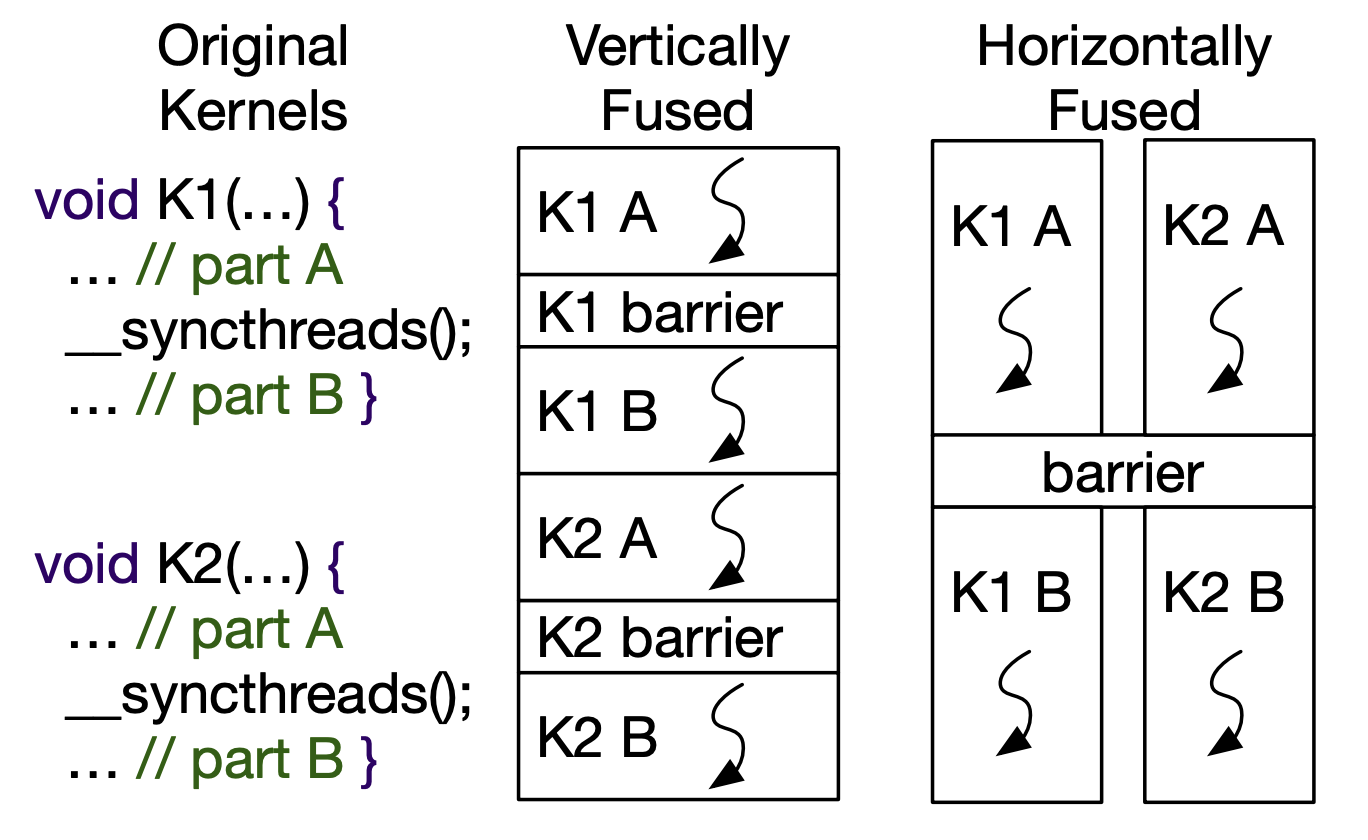 Original
Kernels
void K1(...) {
... // part A
__syncthreads();
... // part B }
void K2(...) {
... // part A
__syncthreads();
... // part B }
Vertically
Fused
K1 A
K1 barrier
K1 B
K2 A
K2 barrier
K2 B
Horizontally
Fused
K1 A
K2 A
barrier
K1 B
K2 B